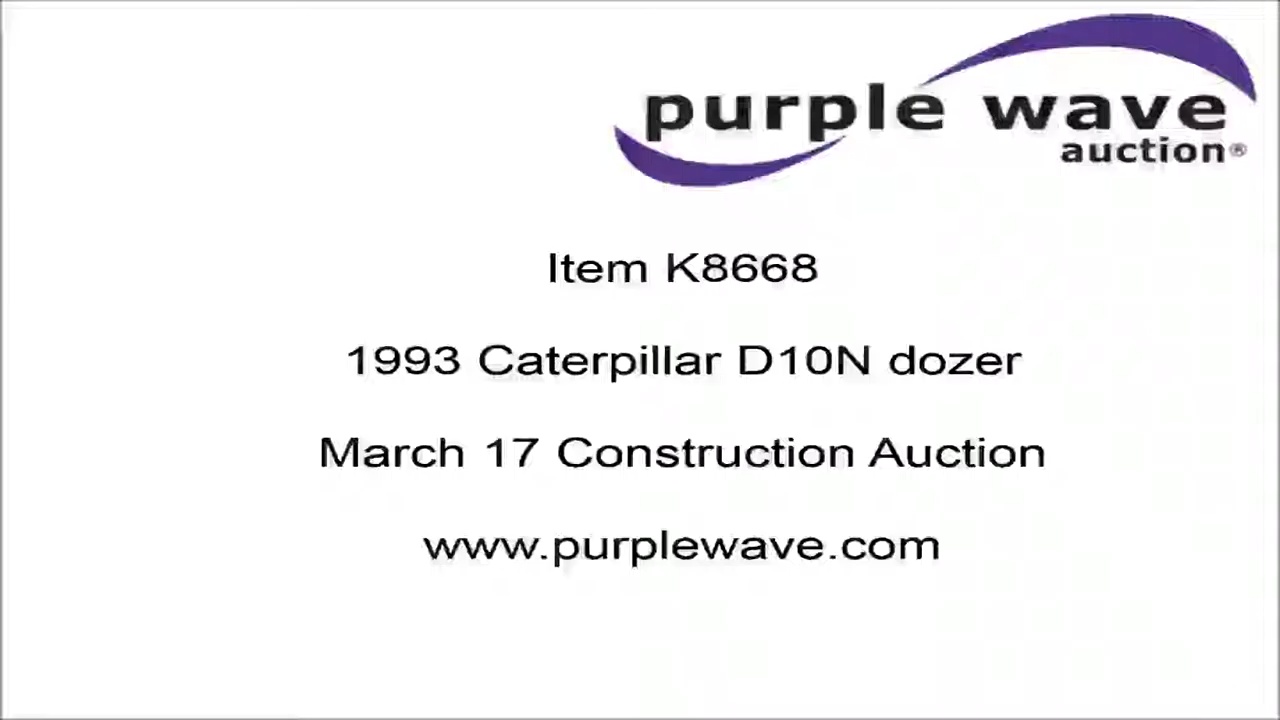 purple wave
auction®
Item K8668
1993 Caterpillar D10N dozer
March 17 Construction Auction
www.purplewave.com